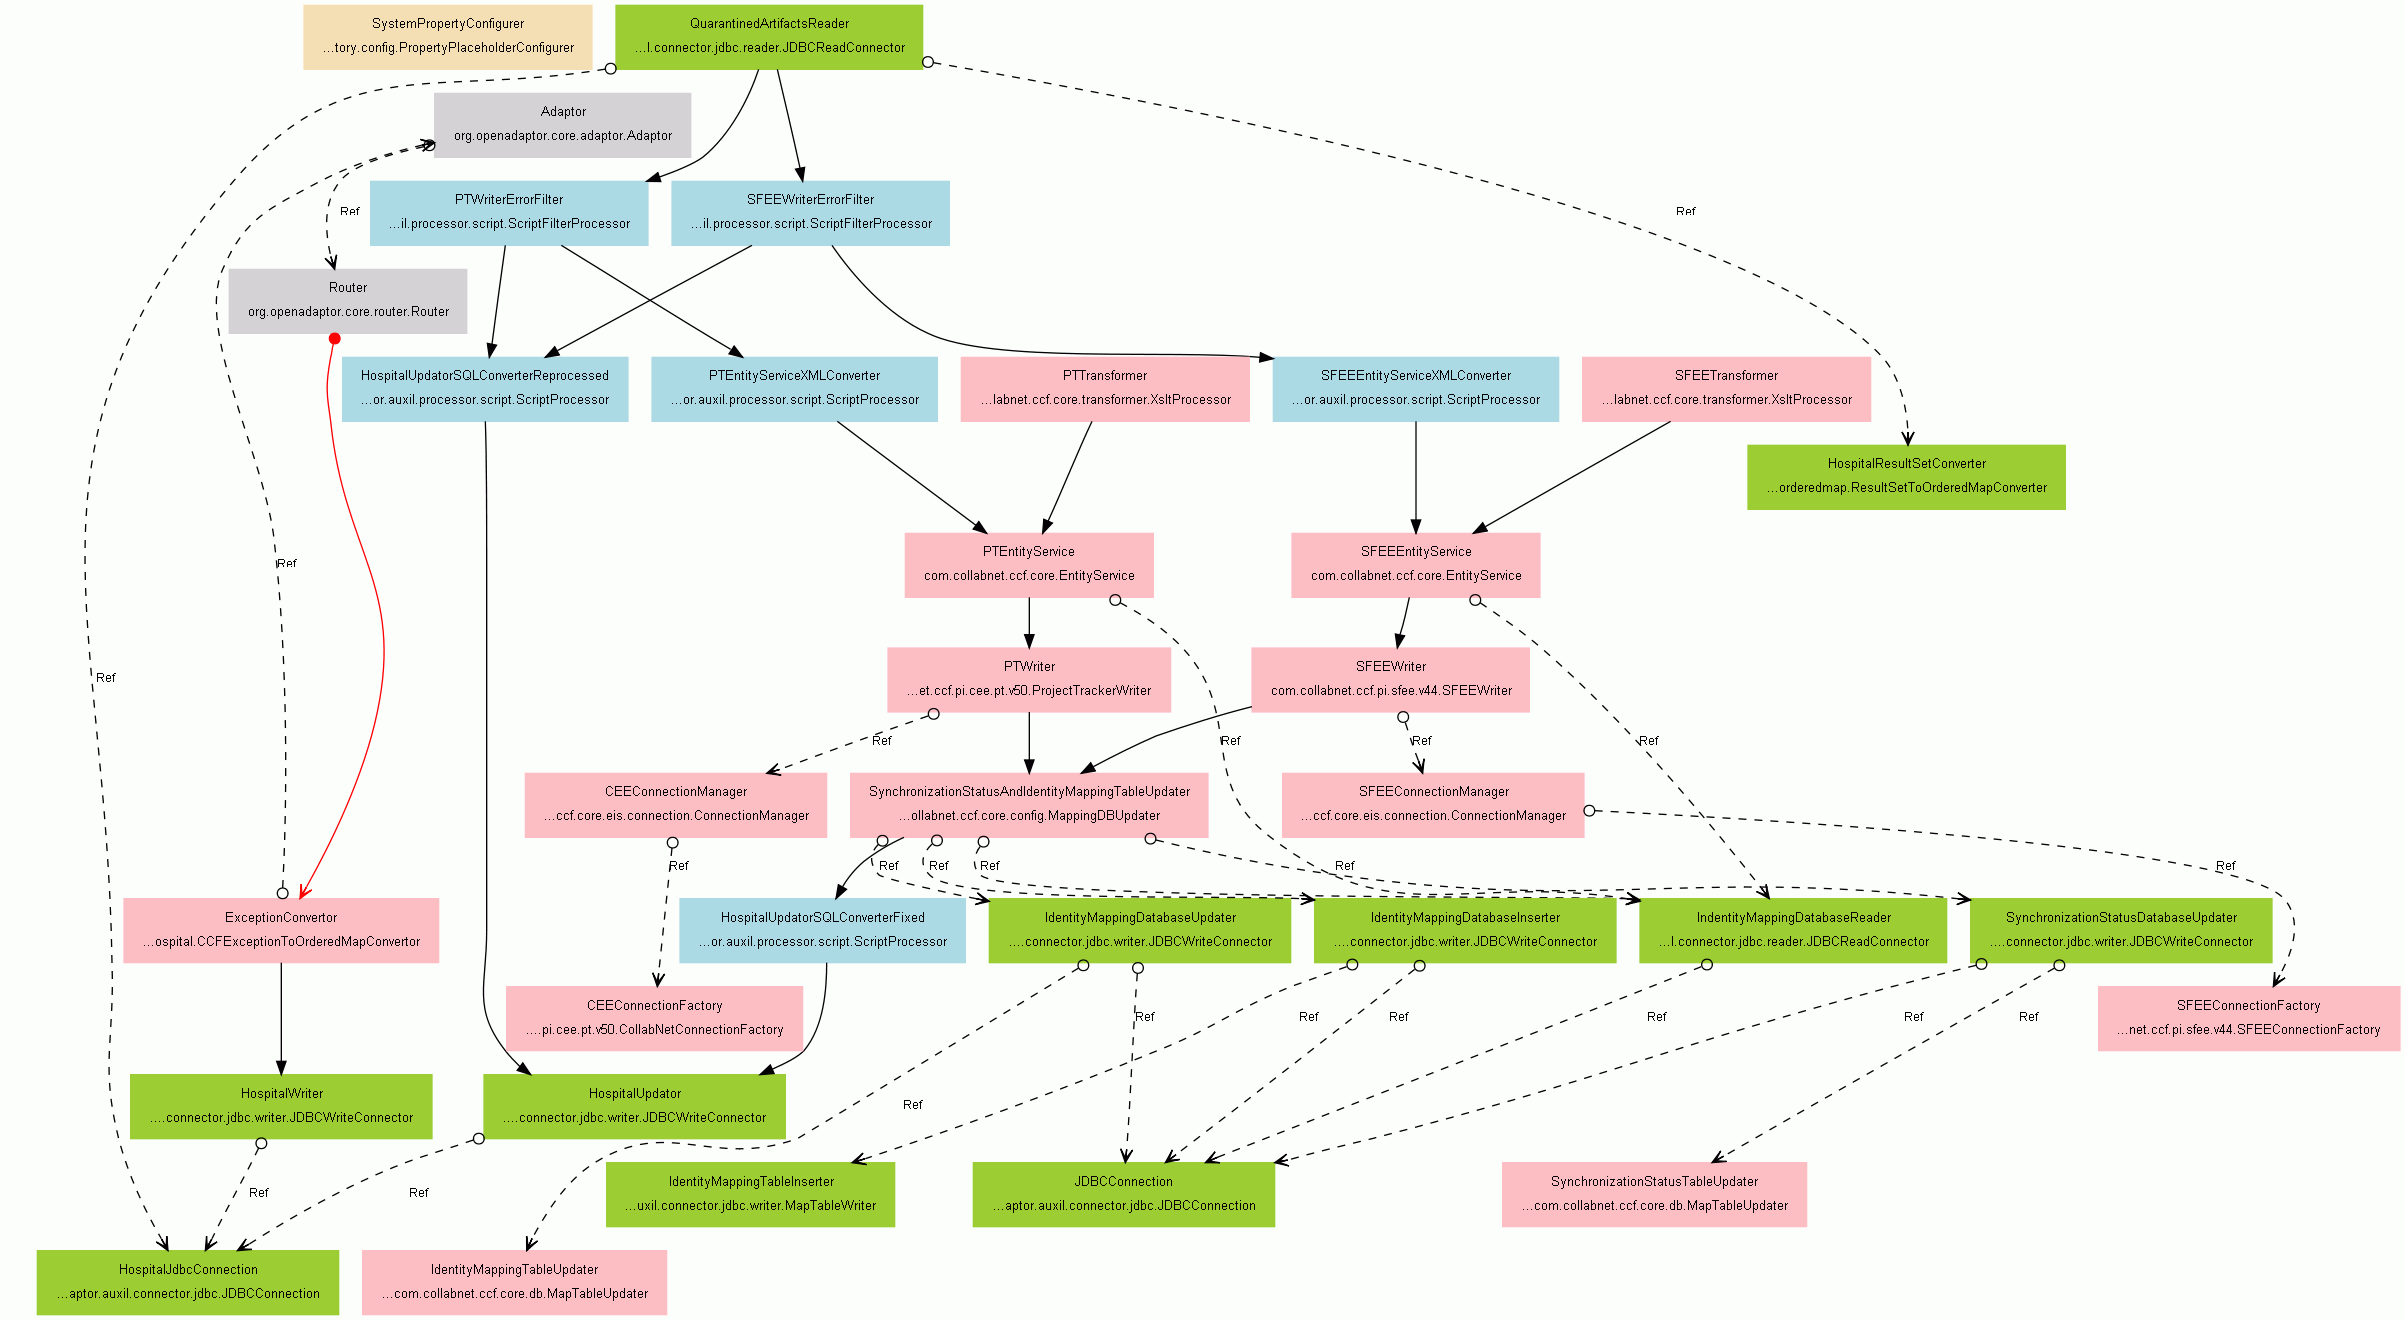 SystemPropertyConfigurer
...tory.config.PropertyPlaceholderConfigurer
QuarantinedArtifactsReader
...l.connector.jdbc.reader.JDBCReadConnector
Adaptor
org.openadaptor.core.adaptor.Adaptor
PTWriterErrorFilter
...il.processor.script.ScriptFilterProcessor
SFEEWriterErrorFilter
...il.processor.script.ScriptFilterProcessor
Ref
Ref
Router
org.openadaptor.core.router.Router
HospitalUpdatorSQLConverterReprocessed
...or.auxil.processor.script.ScriptProcessor
PTEntityServiceXMLConverter
...or.auxil.processor.script.ScriptProcessor
PTTransformer
...labnet.ccf.core.transformer.XsltProcessor
SFEEEntityServiceXMLConverter
...or.auxil.processor.script.ScriptProcessor
SFEETransformer
...labnet.ccf.core.transformer.XsltProcessor
HospitalResultSetConverter
...orderedmap.ResultSetToOrderedMapConverter
Ref
PTEntityService
com.collabnet.ccf.core.EntityService
SFEEEntityService
com.collabnet.ccf.core.EntityService
Ref
PTWriter
...et.ccf.pi.cee.pt.v50.ProjectTrackerWriter
SFEEWriter
com.collabnet.ccf.pi.sfee.v44.SFEEWriter
Ref
Ref
Ref
Ref
CEEConnectionManager
...ccf.core.eis.connection.ConnectionManager
SynchronizationStatusAndIdentityMappingTableUpdater
...ollabnet.ccf.core.config.MappingDBUpdater
SFEEConnectionManager
...ccf.core.eis.connection.ConnectionManager
Ref
Ref
Ref
Ref
Ref
Ref
ExceptionConvertor
...ospital.CCFExceptionToOrderedMapConvertor
HospitalUpdatorSQLConverterFixed
...or.auxil.processor.script.ScriptProcessor
IdentityMappingDatabaseUpdater
....connector.jdbc.writer.JDBCWriteConnector
IdentityMappingDatabaseInserter
....connector.jdbc.writer.JDBCWriteConnector
IndentityMappingDatabaseReader
...l.connector.jdbc.reader.JDBCReadConnector
SynchronizationStatusDatabaseUpdater
....connector.jdbc.writer.JDBCWriteConnector
CEEConnectionFactory
....pi.cee.pt.v50.CollabNetConnectionFactory
Ref
Ref
Ref
Ref
Ref
Ref
SFEEConnectionFactory
...net.ccf.pi.sfee.v44.SFEEConnectionFactory
HospitalWriter
....connector.jdbc.writer.JDBCWriteConnector
HospitalUpdator
....connector.jdbc.writer.JDBCWriteConnector
Ref
Ref
Ref
IdentityMappingTableInserter
...uxil.connector.jdbc.writer.MapTableWriter
JDBCConnection
...aptor.auxil.connector.jdbc.JDBCConnection
SynchronizationStatusTableUpdater
...com.collabnet.ccf.core.db.MapTableUpdater
HospitalJdbcConnection
...aptor.auxil.connector.jdbc.JDBCConnection
IdentityMappingTableUpdater
...com.collabnet.ccf.core.db.MapTableUpdater